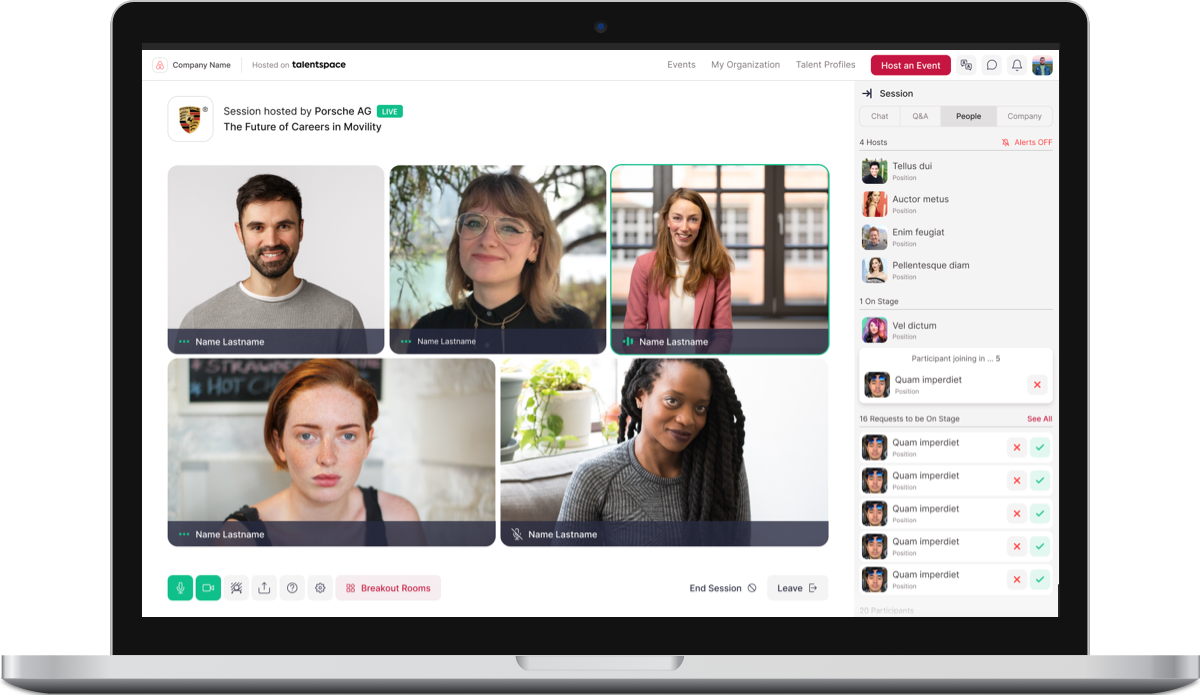 Company Name
Hosted on talentspace
Events
My Organization
Talent Profiles
Host an Event
Session hosted by Porsche AG LIVE
The Future of Careers in Movility
Name Lastname
Name Lastname
Name Lastname
HOT
Name Lastname
Name Lastname
Breakout Rooms
End Session
Leave
Session
Chat
Q&A
People
Company
4 Hosts
Alerts OFF
Tellus dui
Position
Auctor metus
Position
Enim feugiat
Position
Pellentesque diam
Position
1 On Stage
Vel dictum
Position
Participant joining in ... 5
Quam imperdiet
Position
16 Requests to be On Stage
See All
Quam imperdiet
Position
Quam imperdiet
Position
Quam imperdiet
Position
Quam imperdiet
Position
Quam imperdiet
Position
20 Participants